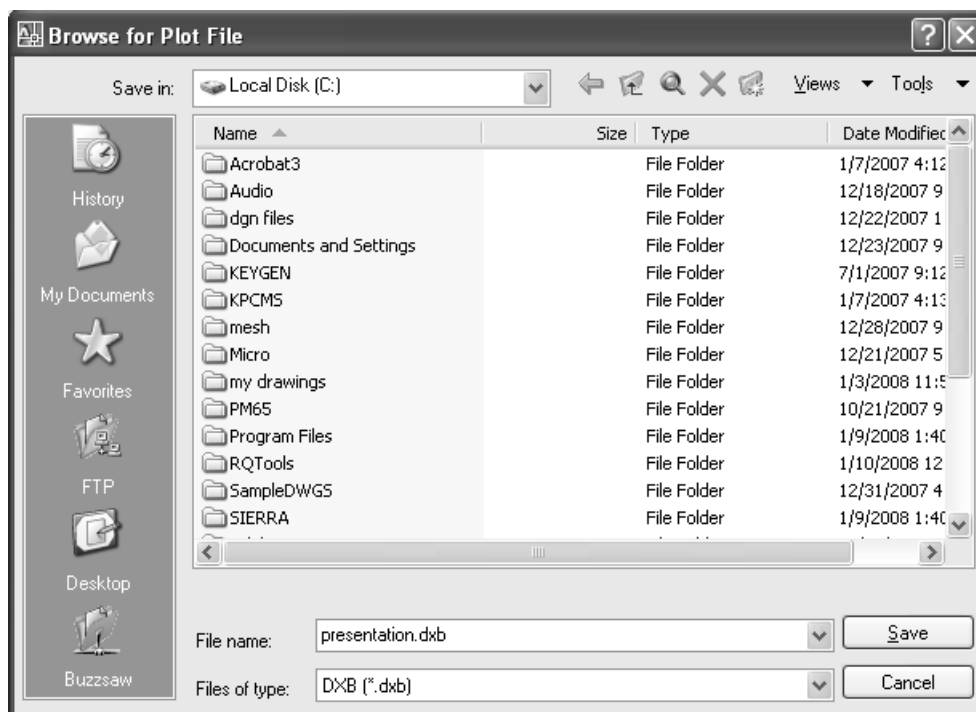 Browse for Plot File
Save in: Local Disk (C:) Views Tools
Name Size Type Date Modified
Acrobat3 File Folder 1/7/2007 4:12
Audio File Folder 12/18/2007 9
dgn files File Folder 12/22/2007 1
Documents and Settings File Folder 12/23/2007 9
KEYGEN File Folder 7/1/2007 9:12
KPCMS File Folder 1/7/2007 4:13
mesh File Folder 12/28/2007 9
Micro File Folder 12/21/2007 5
my drawings File Folder 1/3/2008 11:5
PM65 File Folder 10/21/2007 9
Program Files File Folder 1/9/2008 1:40
RQTools File Folder 1/10/2008 12
SampleDWGS File Folder 12/31/2007 4
SIERRA File Folder 1/9/2008 1:40
History
My Documents
Favorites
FTP
Desktop
Buzzsaw
File name: presentation.dxb Save
Files of type: DXB (*.dxb) Cancel